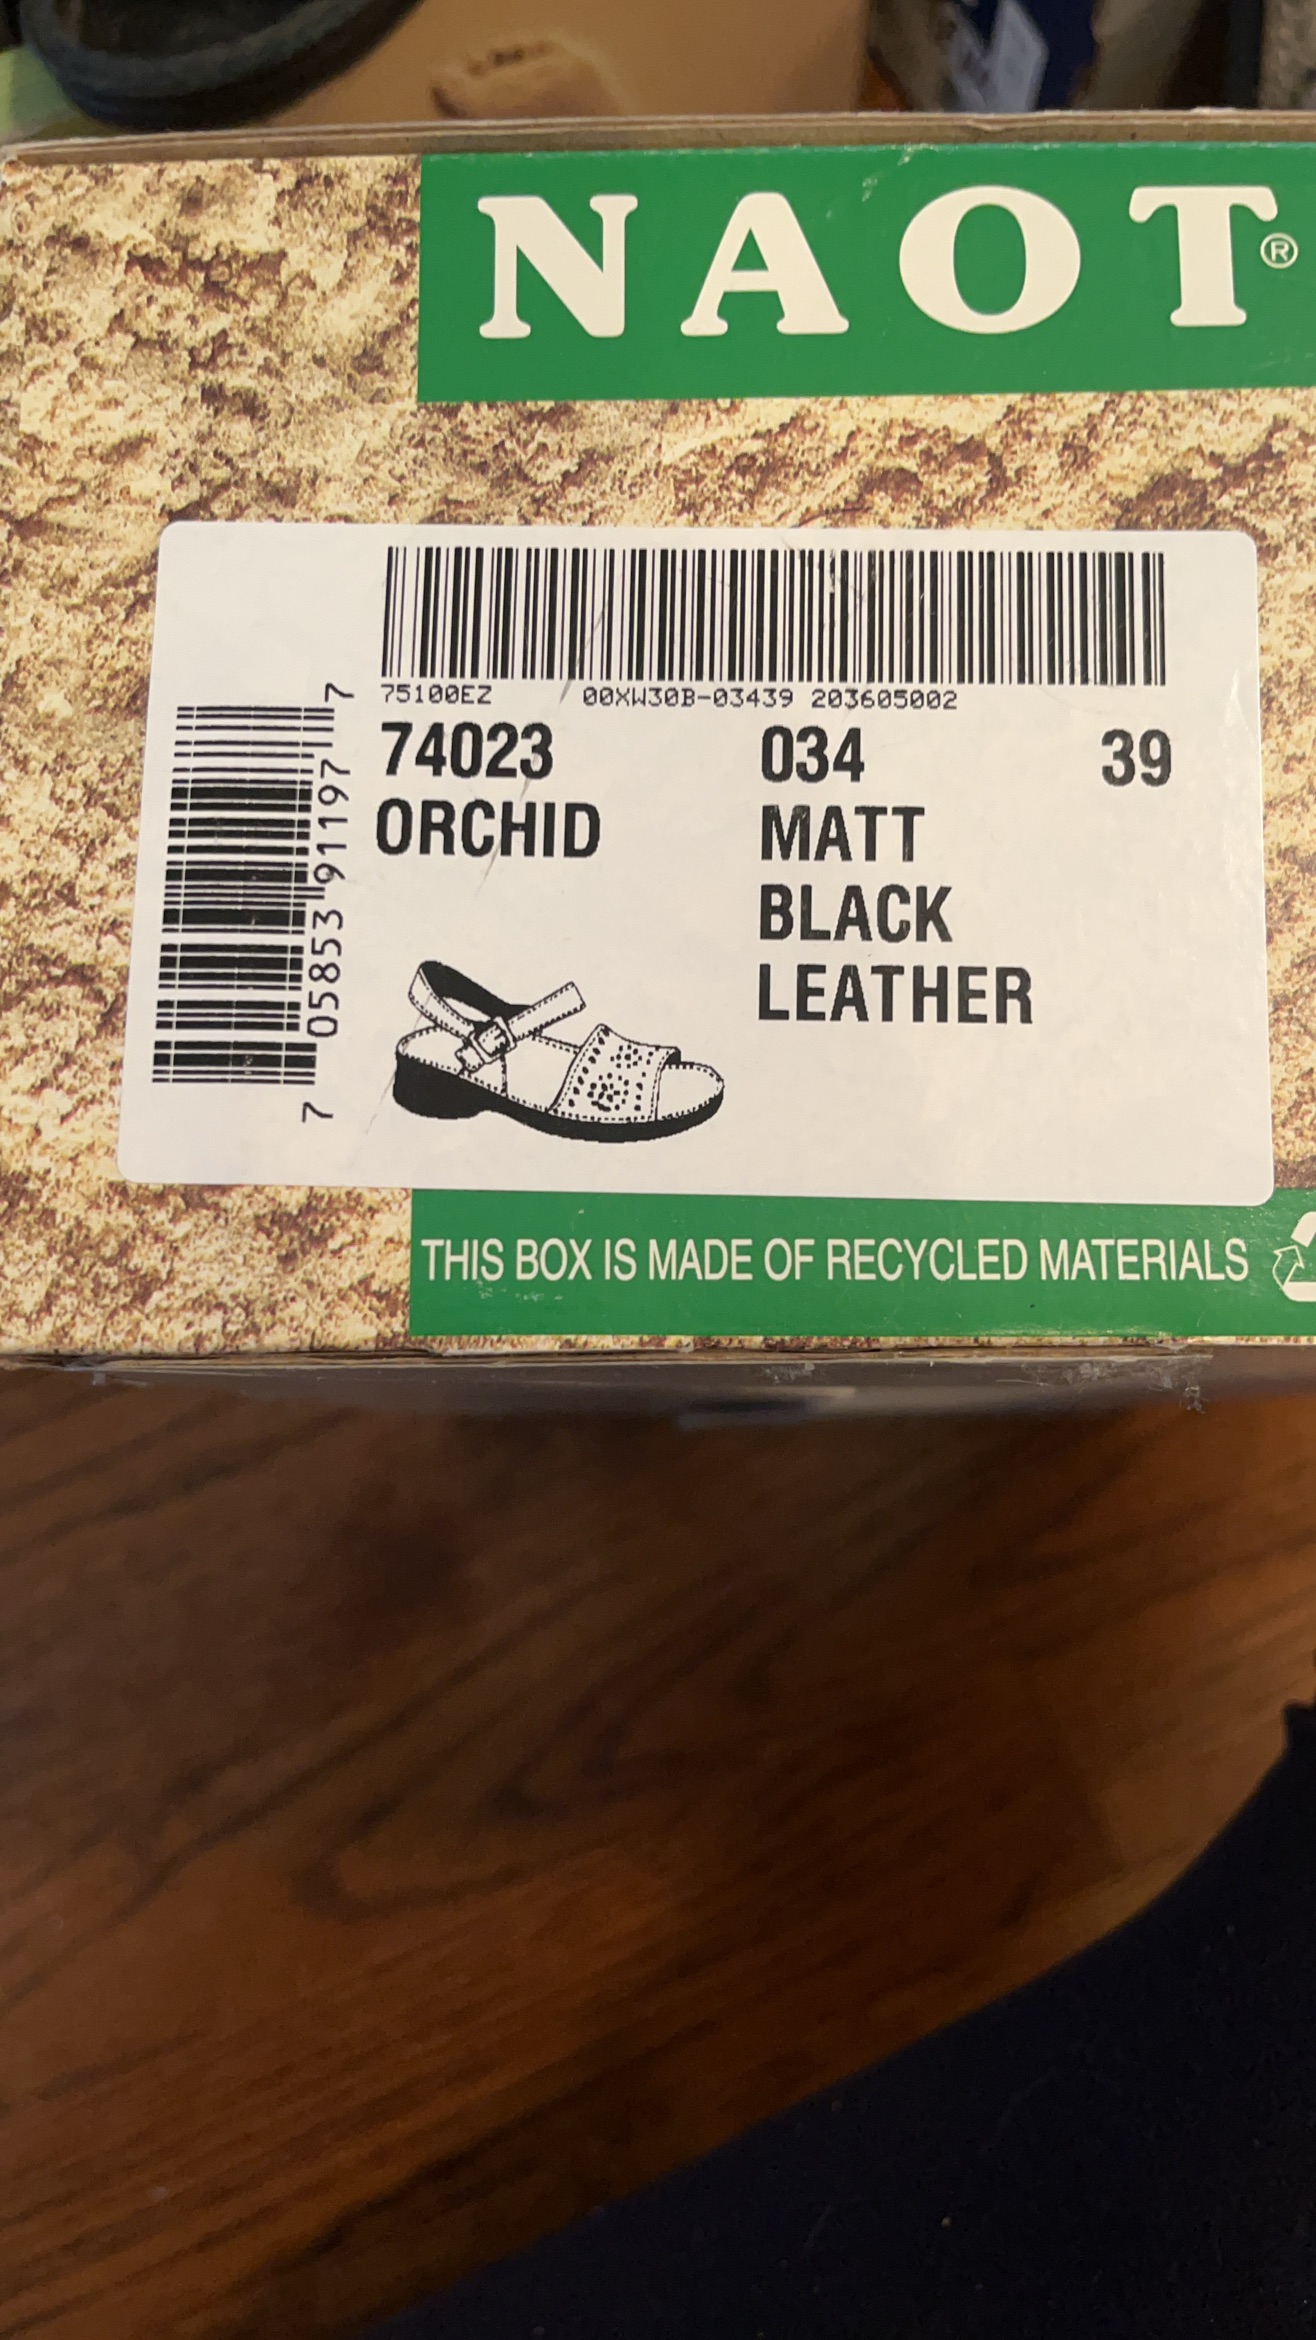 NAOT®
75100EZ 00XW30B-03439 203605002
74023 034 39
ORCHID MATT
BLACK
LEATHER
7 05853 91197 7
THIS BOX IS MADE OF RECYCLED MATERIALS